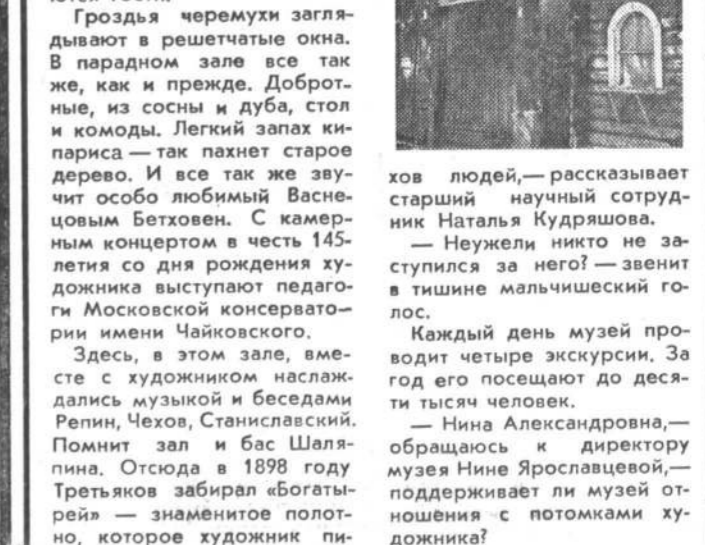 Гроздья черемухи загля-
дывают в решетчатые окна.
В парадном зале все так
же, как и прежде. Доброт-
ные, из сосны и дуба, стол
и комоды. Легкий запах ки-
париса — так пахнет старое
дерево. И все так же зву-
чит особо любимый Васне-
цовым Бетховен. С камер-
ным концертом в честь 145-
летия со дня рождения ху-
дожника выступают педаго-
ги Московской консервато-
рии имени Чайковского.
Здесь, в этом зале, вме-
сте с художником наслаж-
дались музыкой и беседами
Репин, Чехов, Станиславский.
Помнит зал и бас Шаля-
пина. Отсюда в 1898 году
Третьяков забирал «Богаты-
рей» — знаменитое полот-
но, которое художник пи-
хов людей,— рассказывает
старший научный сотруд-
ник Наталья Кудряшова.
— Неужели никто не за-
ступился за него? — звенит
в тишине мальчишеский го-
лос.
Каждый день музей про-
водит четыре экскурсии. За
год его посещают до деся-
ти тысяч человек.
— Нина Александровна,—
обращаюсь к директору
музея Нине Ярославцевой,—
поддерживает ли музей от-
ношения с потомками ху-
дожника?